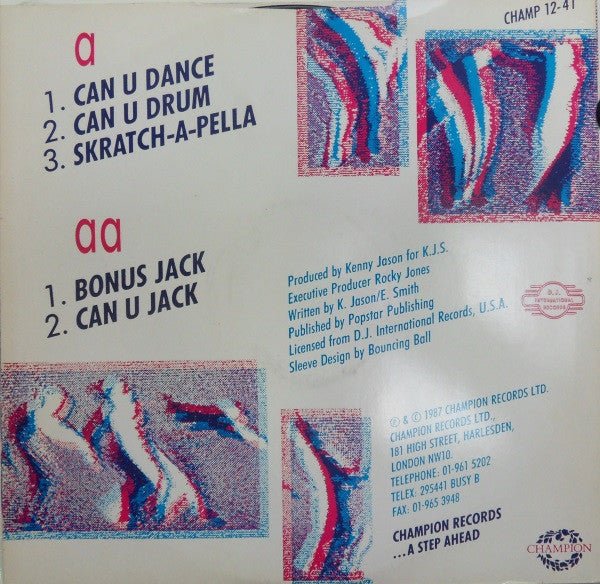 CHAMP 12-41
a
1. CAN U DANCE
2. CAN U DRUM
3. SKRATCH-A-PELLA
aa
1. BONUS JACK
2. CAN U JACK
Produced by Kenny Jason for K.J.S.
Executive Producer Rocky Jones
Written by K. Jason/E. Smith
Published by Popstar Publishing
Licensed from D.J. International Records, U.S.A.
Sleeve Design by Bouncing Ball
D.J.
INTERNATIONAL
RECORDS
℗ & © 1987 CHAMPION RECORDS LTD.
CHAMPION RECORDS LTD.,
181 HIGH STREET, HARLESDEN,
LONDON NW10.
TELEPHONE: 01-961 5202
TELEX: 295441 BUSY B
FAX: 01-965 3948
CHAMPION RECORDS
...A STEP AHEAD
CHAMPION